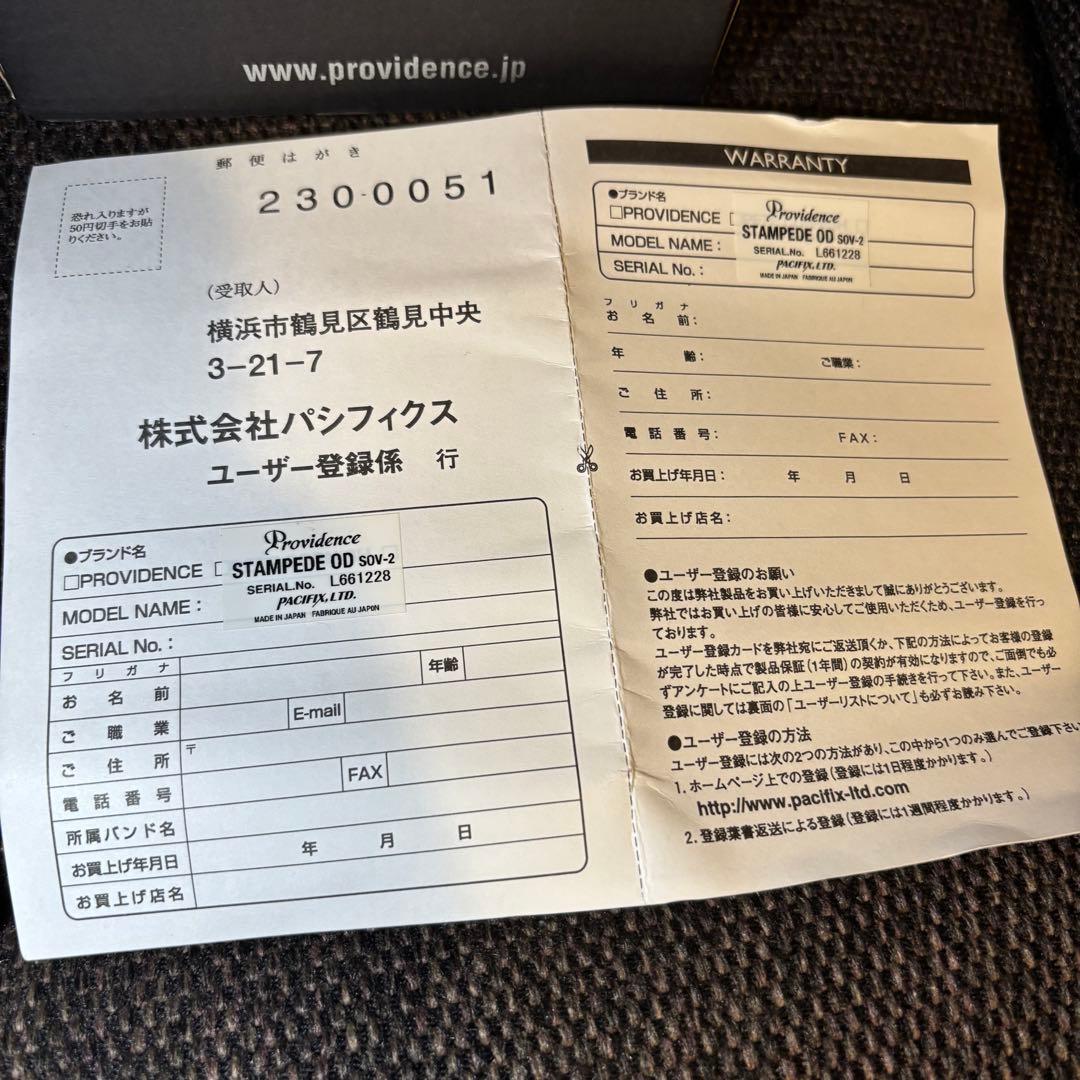 www.providence.jp
郵便はがき
230-0051
恐れ入りますが
50円切手をお貼
りください。
(受取人)
横浜市鶴見区鶴見中央
3-21-7
株式会社パシフィクス
ユーザー登録係 行
●ブランド名
□PROVIDENCE □
Providence
STAMPEDE OD SOV-2
SERIAL.No. L661228
PACIFIX, LTD.
MADE IN JAPAN FABRIQUE AU JAPON
MODEL NAME :
SERIAL No. :
フリガナ
お名前
年齢
ご職業
E-mail
ご住所
〒
電話番号
FAX
所属バンド名
お買上げ年月日
年 月 日
お買上げ店名
WARRANTY
●ブランド名
□PROVIDENCE □
Providence
STAMPEDE OD SOV-2
SERIAL.No. L661228
PACIFIX, LTD.
MADE IN JAPAN FABRIQUE AU JAPON
MODEL NAME :
SERIAL No. :
フリガナ
お名前:
年齢: ご職業:
ご住所:
電話番号: FAX:
お買上げ年月日: 年 月 日
お買上げ店名:
●ユーザー登録のお願い
この度は弊社製品をお買い上げいただきまして誠にありがとうございます。
弊社ではお買い上げの皆様に安心してご使用いただくため、ユーザー登録を行っ
ております。
ユーザー登録カードを弊社宛にご返送頂くか、下記の方法によってお客様の登録
が完了した時点で製品保証(1年間)の契約が有効になりますので、ご面倒でも必
ずアンケートにご記入の上ユーザー登録の手続きを行って下さい。また、ユーザー
登録に関しては裏面の「ユーザーリストについて」も必ずお読み下さい。
●ユーザー登録の方法
ユーザー登録には次の2つの方法があり、この中から1つのみ選んでご登録下さい
1. ホームページ上での登録(登録には1日程度かかります。)
http://www.pacifix-ltd.com
2. 登録葉書返送による登録(登録には1週間程度かかります。)